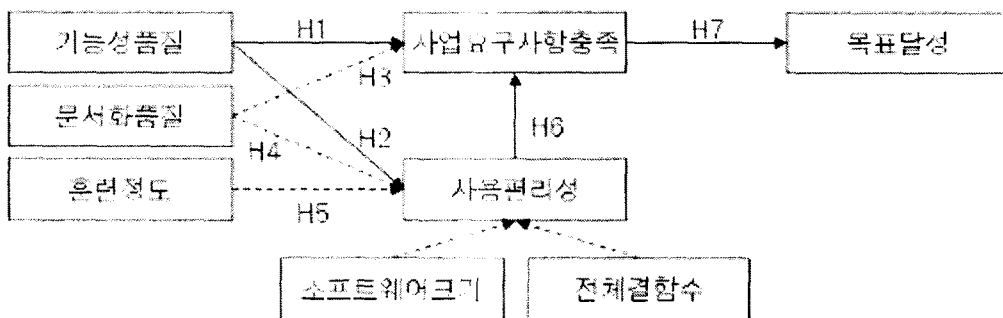 기능성품질
H1
사업요구사항충족
H7
목표달성
H3
문서화품질
H2
H4
H6
훈련정도
H5
사용편리성
소프트웨어크기
전체결함수